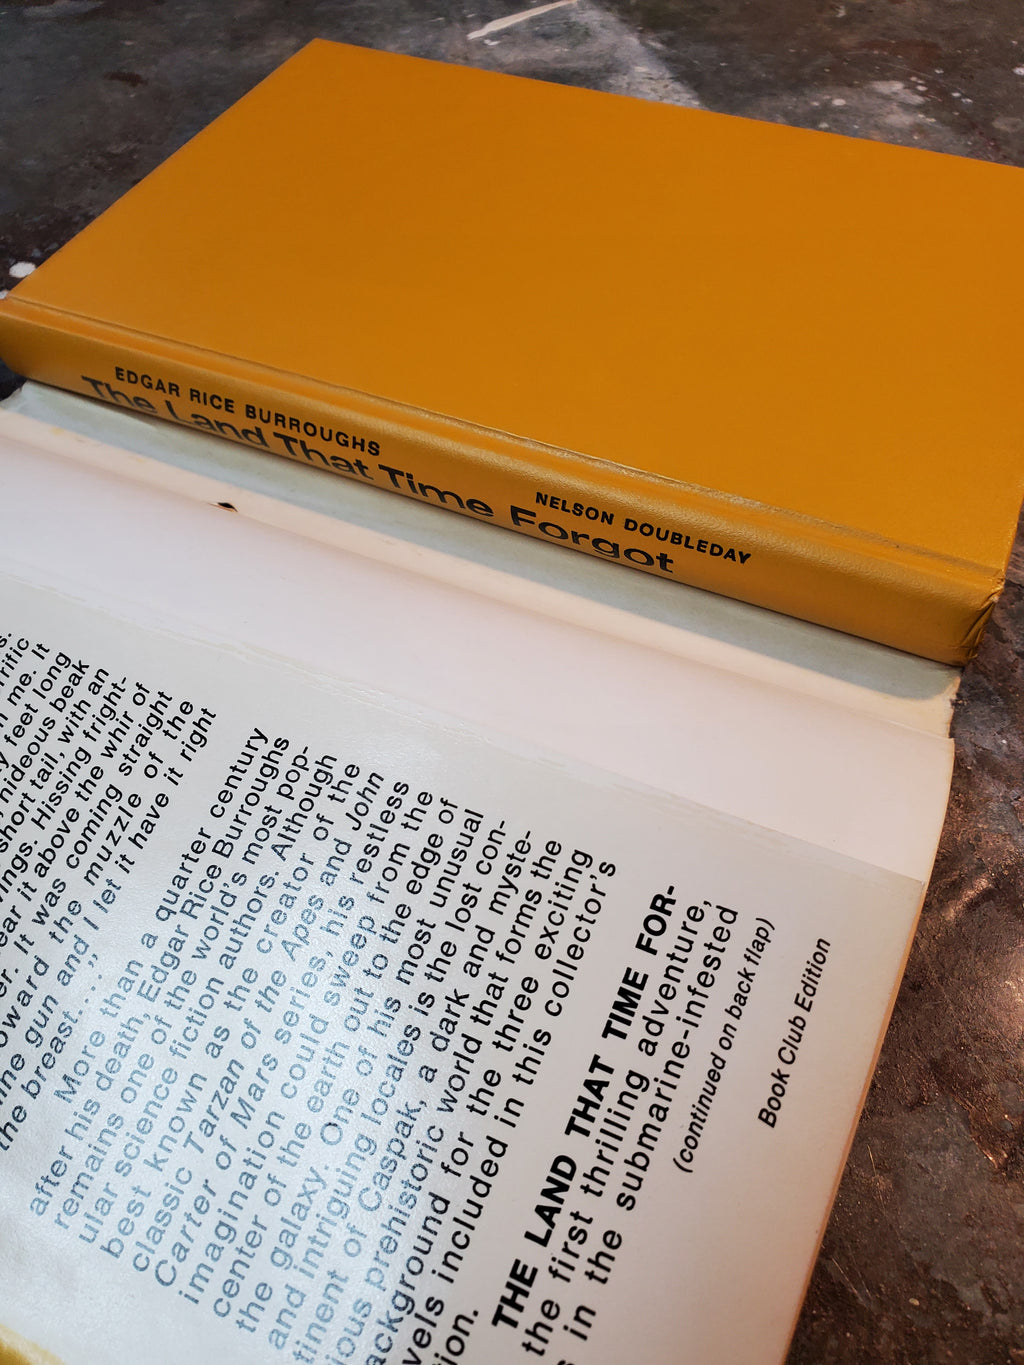 EDGAR RICE BURROUGHS
The Land That Time Forgot
NELSON DOUBLEDAY
me. It
feet long
hideous beak
short tail, with an
Hissing fright-
it above the whir of
It was coming straight
the muzzle of the
gun and I let it have it right
the breast. . . .”
More than a quarter century
after his death, Edgar Rice Burroughs
remains one of the world's most pop-
ular science fiction authors. Although
best known as the creator of the
classic Tarzan of the Apes and John
Carter of Mars series, his restless
imagination could sweep from the
center of the earth out to the edge of
the galaxy. One of his most unusual
and intriguing locales is the lost con-
tinent of Caspak, a dark and myste-
prehistoric world that forms the
for the three exciting
included in this collector's
THE LAND THAT TIME FOR-
the first thrilling adventure,
in the submarine-infested
(continued on back flap)
Book Club Edition